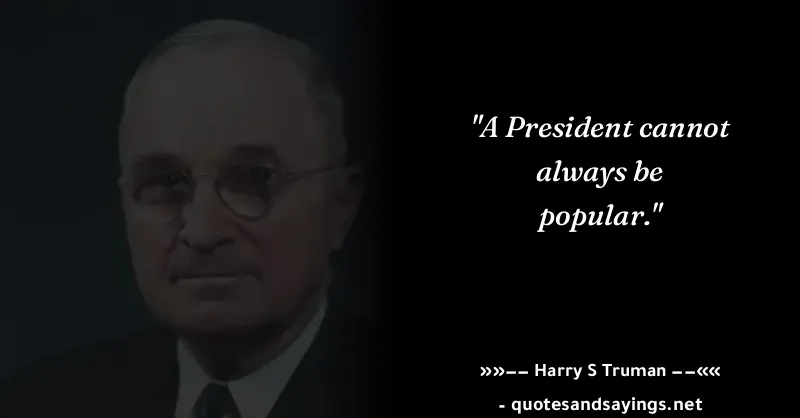 "A President cannot
always be
popular."
»»−− Harry S Truman −−««
- quotesandsayings.net